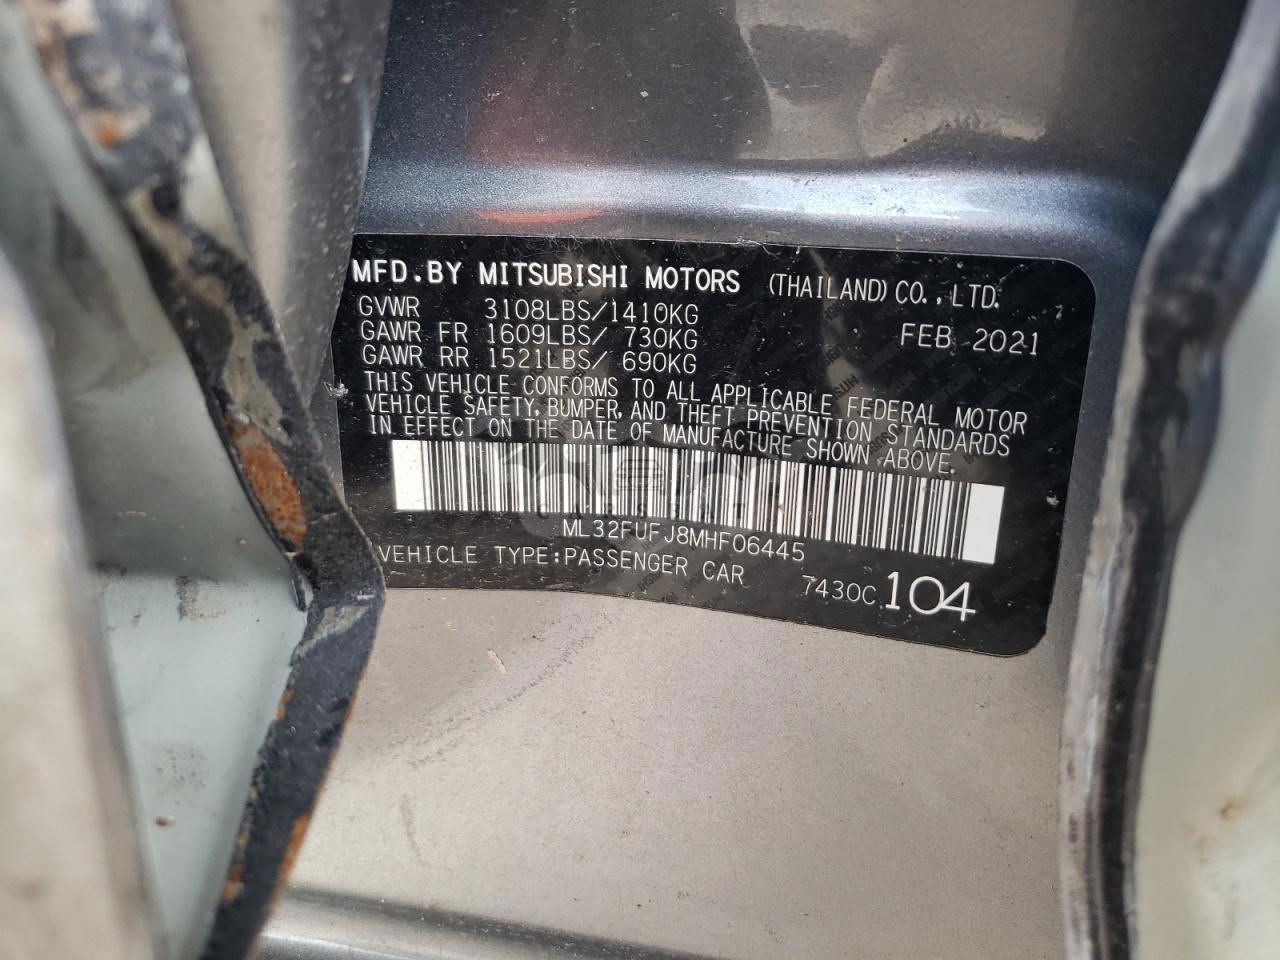 MFD.BY MITSUBISHI MOTORS (THAILAND) CO., LTD.
GVWR 3108LBS/1410KG FEB 2021
GAWR FR 1609LBS/ 730KG
GAWR RR 1521LBS/ 690KG
THIS VEHICLE CONFORMS TO ALL APPLICABLE FEDERAL MOTOR
VEHICLE SAFETY, BUMPER, AND THEFT PREVENTION STANDARDS
IN EFFECT ON THE DATE OF MANUFACTURE SHOWN ABOVE.
ML32FUFJ8MHF06445
VEHICLE TYPE:PASSENGER CAR 7430C 104